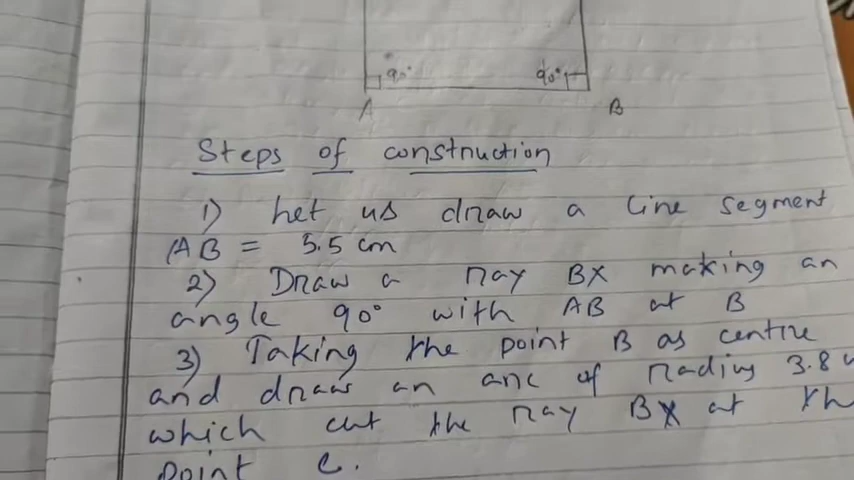 90° 90°
A B
Steps of construction
1) Let us draw a line segment
AB = 5.5 cm
2) Draw a ray BX making an
angle 90° with AB at B
3) Taking the point B as centre
and draw an arc of radius 3.8
which cut the ray BX at
point C.